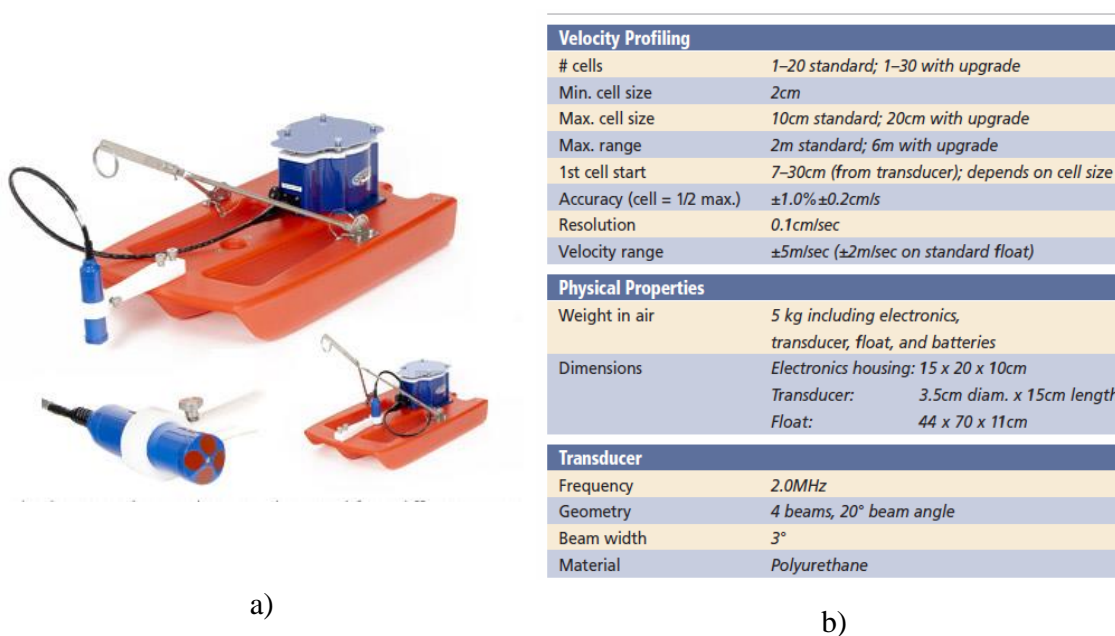 Velocity Profiling
# cells 1–20 standard; 1–30 with upgrade
Min. cell size 2cm
Max. cell size 10cm standard; 20cm with upgrade
Max. range 2m standard; 6m with upgrade
1st cell start 7–30cm (from transducer); depends on cell size
Accuracy (cell = 1/2 max.) ±1.0%±0.2cm/s
Resolution 0.1cm/sec
Velocity range ±5m/sec (±2m/sec on standard float)
Physical Properties
Weight in air 5 kg including electronics,
transducer, float, and batteries
Dimensions Electronics housing: 15 x 20 x 10cm
Transducer: 3.5cm diam. x 15cm length
Float: 44 x 70 x 11cm
Transducer
Frequency 2.0MHz
Geometry 4 beams, 20° beam angle
Beam width 3°
Material Polyurethane
a)
b)